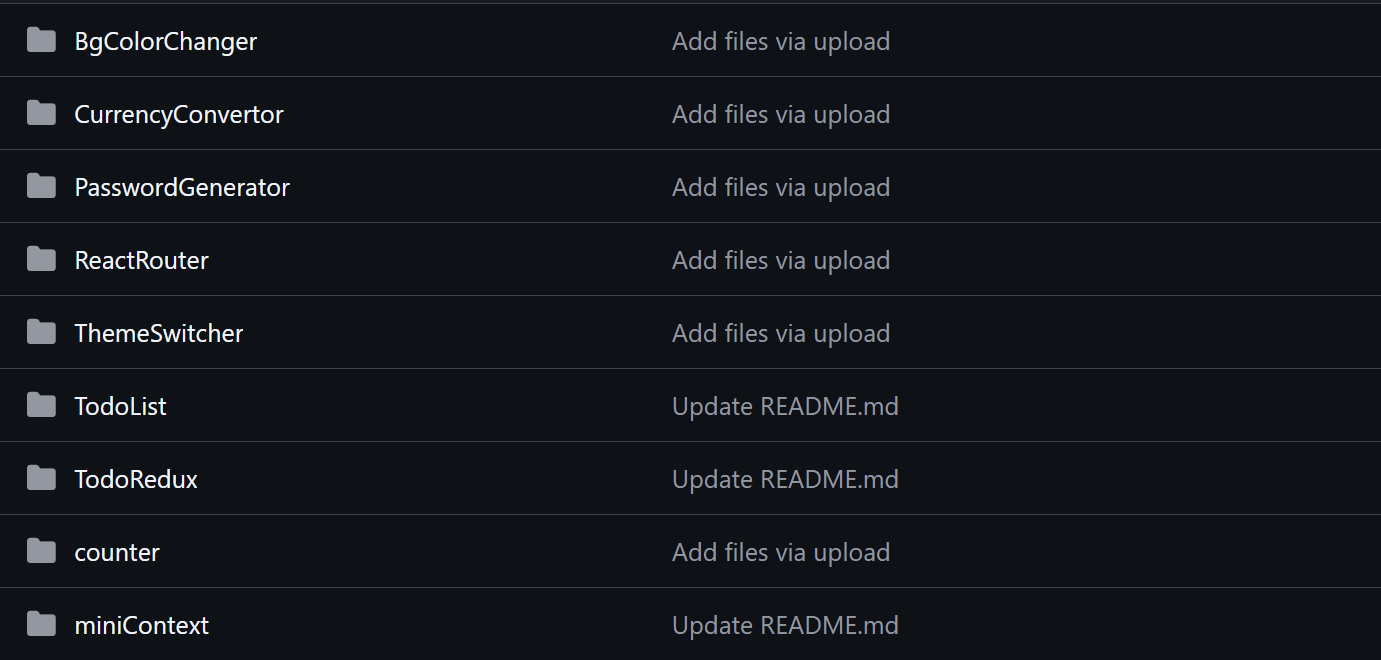 BgColorChanger Add files via upload
CurrencyConvertor Add files via upload
PasswordGenerator Add files via upload
ReactRouter Add files via upload
ThemeSwitcher Add files via upload
TodoList Update README.md
TodoRedux Update README.md
counter Add files via upload
miniContext Update README.md